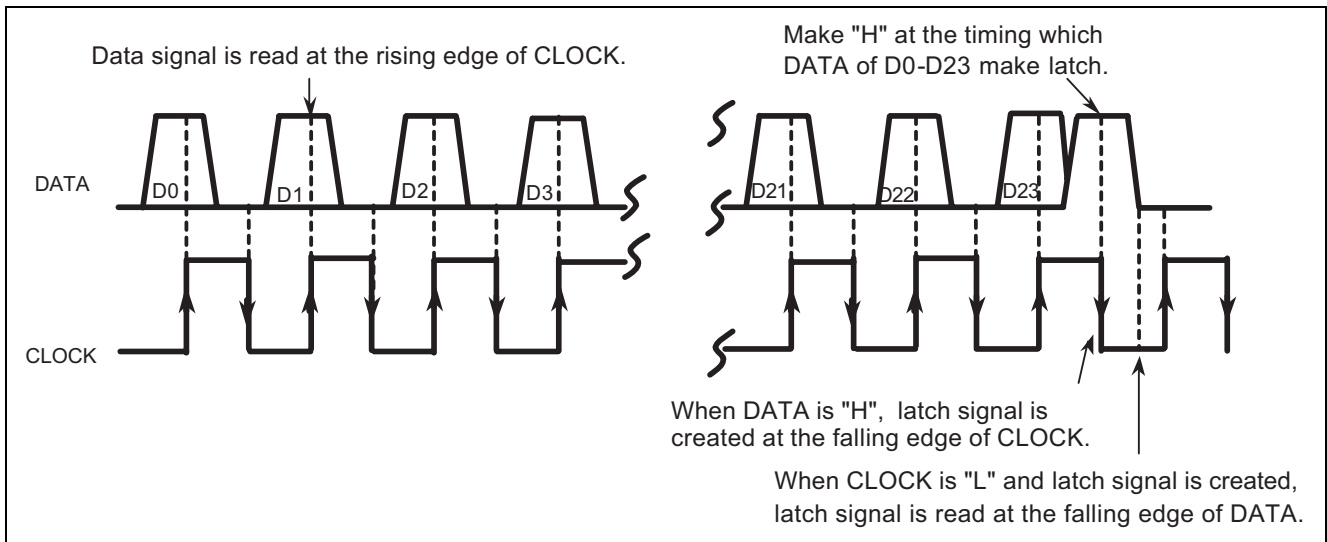 Data signal is read at the rising edge of CLOCK.
Make "H" at the timing which
DATA of D0-D23 make latch.
DATA
D0
D1
D2
D3
D21
D22
D23
CLOCK
When DATA is "H", latch signal is
created at the falling edge of CLOCK.
When CLOCK is "L" and latch signal is created,
latch signal is read at the falling edge of DATA.